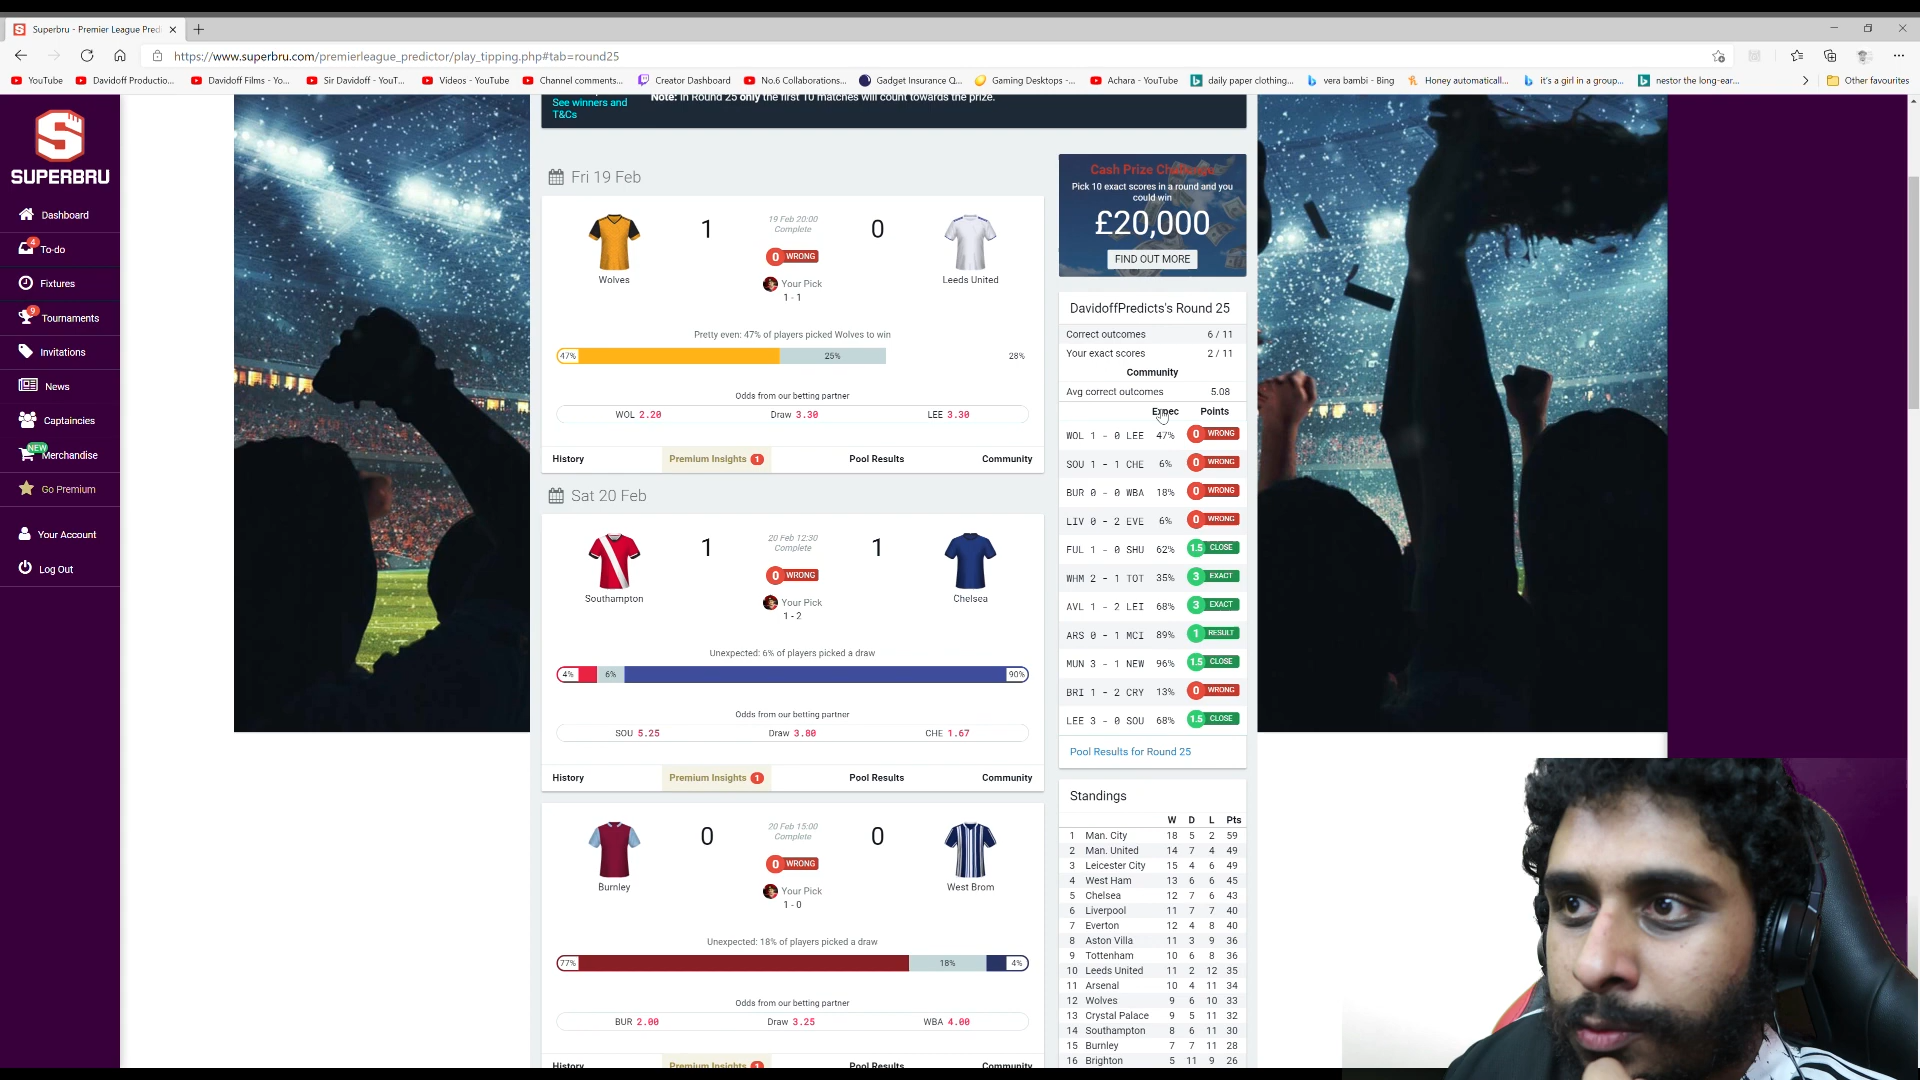 Superbru - Premier League Pred
https://www.superbru.com/premierleague_predictor/play_tipping.php#tab=round25
YouTube
Davidoff Productio...
Davidoff Films - Yo...
Sir Davidoff - YouT...
Videos - YouTube
Channel comments...
Creator Dashboard
No.6 Collaborations...
Gadget Insurance Q...
Gaming Desktops -...
Achara - YouTube
daily paper clothing...
vera bambi - Bing
Honey automaticall...
it's a girl in a group...
nestor the long-ear...
Other favourites
S
SUPERBRU
Dashboard
4
To-do
Fixtures
9
Tournaments
Invitations
News
Captaincies
NEW
Merchandise
Go Premium
Your Account
Log Out
See winners and
T&Cs
Note: In Round 25 only the first 10 matches will count towards the prize.
Fri 19 Feb
Wolves
1
19 Feb 20:00
Complete
0 WRONG
Your Pick
1 - 1
0
Leeds United
Pretty even: 47% of players picked Wolves to win
47%
25%
28%
Odds from our betting partner
WOL 2.20
Draw 3.30
LEE 3.30
History
Premium Insights 1
Pool Results
Community
Sat 20 Feb
Southampton
1
20 Feb 12:30
Complete
0 WRONG
Your Pick
1 - 2
1
Chelsea
Unexpected: 6% of players picked a draw
4%
6%
90%
Odds from our betting partner
SOU 5.25
Draw 3.80
CHE 1.67
History
Premium Insights 1
Pool Results
Community
Burnley
0
20 Feb 15:00
Complete
0 WRONG
Your Pick
1 - 0
0
West Brom
Unexpected: 18% of players picked a draw
77%
18%
4%
Odds from our betting partner
BUR 2.00
Draw 3.25
WBA 4.00
History
Premium Insights
Pool Results
Community
Pick 10 exact scores in a round and you
could win
£20,000
FIND OUT MORE
DavidoffPredicts's Round 25
Correct outcomes 6 / 11
Your exact scores 2 / 11
Community
Avg correct outcomes 5.08
Points
WOL 1 - 0 LEE 47% 0 WRONG
SOU 1 - 1 CHE 6% 0 WRONG
BUR 0 - 0 WBA 18% 0 WRONG
LIV 0 - 2 EVE 6% 0 WRONG
FUL 1 - 0 SHU 62% 1.5 CLOSE
WHM 2 - 1 TOT 35% 3 EXACT
AVL 1 - 2 LEI 68% 3 EXACT
ARS 0 - 1 MCI 89% 1 RESULT
MUN 3 - 1 NEW 96% 1.5 CLOSE
BRI 1 - 2 CRY 13% 0 WRONG
LEE 3 - 0 SOU 68% 1.5 CLOSE
Pool Results for Round 25
Standings
W D L Pts
1 Man. City 18 5 2 59
2 Man. United 14 7 4 49
3 Leicester City 15 4 6 49
4 West Ham 13 6 6 45
5 Chelsea 12 7 6 43
6 Liverpool 11 7 7 40
7 Everton 12 4 8 40
8 Aston Villa 11 3 9 36
9 Tottenham 10 6 8 36
10 Leeds United 11 2 12 35
11 Arsenal 10 4 11 34
12 Wolves 9 6 10 33
13 Crystal Palace 9 5 11 32
14 Southampton 8 6 11 30
15 Burnley 7 7 11 28
16 Brighton 5 11 9 26